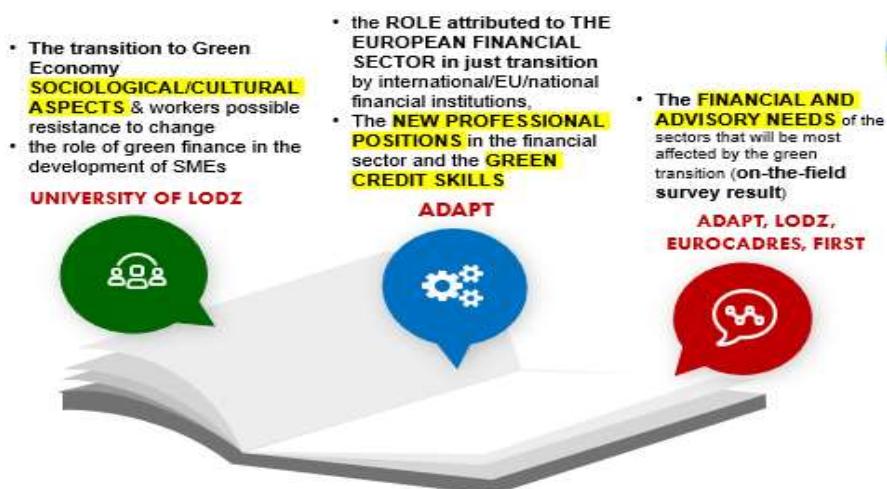 • The transition to Green
Economy
SOCIOLOGICAL/CULTURAL
ASPECTS & workers possible
resistance to change
• the role of green finance in the
development of SMEs
UNIVERSITY OF LODZ
• the ROLE attributed to THE
EUROPEAN FINANCIAL
SECTOR in just transition
by international/EU/national
financial institutions,
• The NEW PROFESSIONAL
POSITIONS in the financial
sector and the GREEN
CREDIT SKILLS
ADAPT
• The FINANCIAL AND
ADVISORY NEEDS of the
sectors that will be most
affected by the green
transition (on-the-field
survey result)
ADAPT, LODZ,
EUROCADRES, FIRST